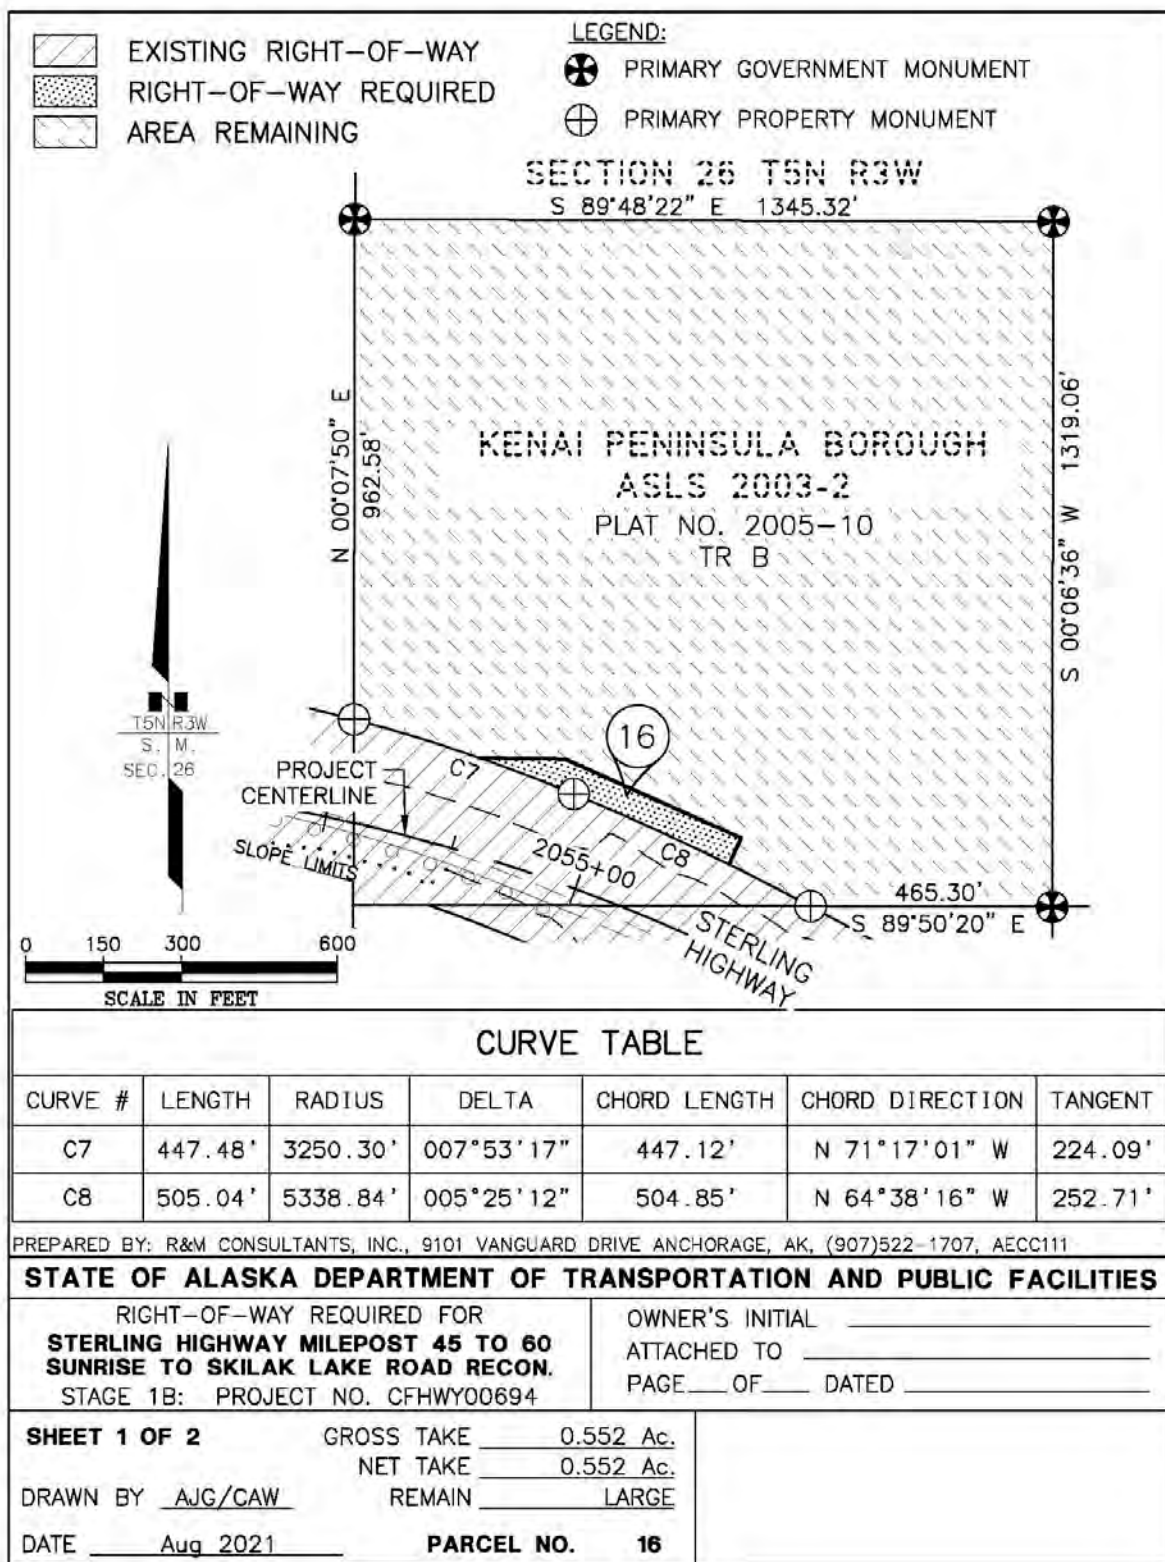 EXISTING RIGHT-OF-WAY
RIGHT-OF-WAY REQUIRED
AREA REMAINING
LEGEND:
PRIMARY GOVERNMENT MONUMENT
PRIMARY PROPERTY MONUMENT
SECTION 26 T5N R3W
S 89°48'22" E 1345.32'
N 00°07'50" E
962.58'
KENAI PENINSULA BOROUGH
ASLS 2003-2
PLAT NO. 2005-10
TR B
S 00°06'36" W 1319.06'
N
T5N R3W
S. M.
SEC. 26
16
C7
PROJECT
CENTERLINE
SLOPE LIMITS
2055+00
C8
465.30'
S 89°50'20" E
STERLING
HIGHWAY
0 150 300 600
SCALE IN FEET
CURVE TABLE
CURVE # LENGTH RADIUS DELTA CHORD LENGTH CHORD DIRECTION TANGENT
C7 447.48' 3250.30' 007°53'17" 447.12' N 71°17'01" W 224.09'
C8 505.04' 5338.84' 005°25'12" 504.85' N 64°38'16" W 252.71'
PREPARED BY: R&M CONSULTANTS, INC., 9101 VANGUARD DRIVE ANCHORAGE, AK, (907)522-1707, AECC111
STATE OF ALASKA DEPARTMENT OF TRANSPORTATION AND PUBLIC FACILITIES
RIGHT-OF-WAY REQUIRED FOR
STERLING HIGHWAY MILEPOST 45 TO 60
SUNRISE TO SKILAK LAKE ROAD RECON.
STAGE 1B: PROJECT NO. CFHWY00694
OWNER'S INITIAL
ATTACHED TO
PAGE OF DATED
SHEET 1 OF 2 GROSS TAKE 0.552 Ac.
NET TAKE 0.552 Ac.
DRAWN BY AJG/CAW REMAIN LARGE
DATE Aug 2021 PARCEL NO. 16